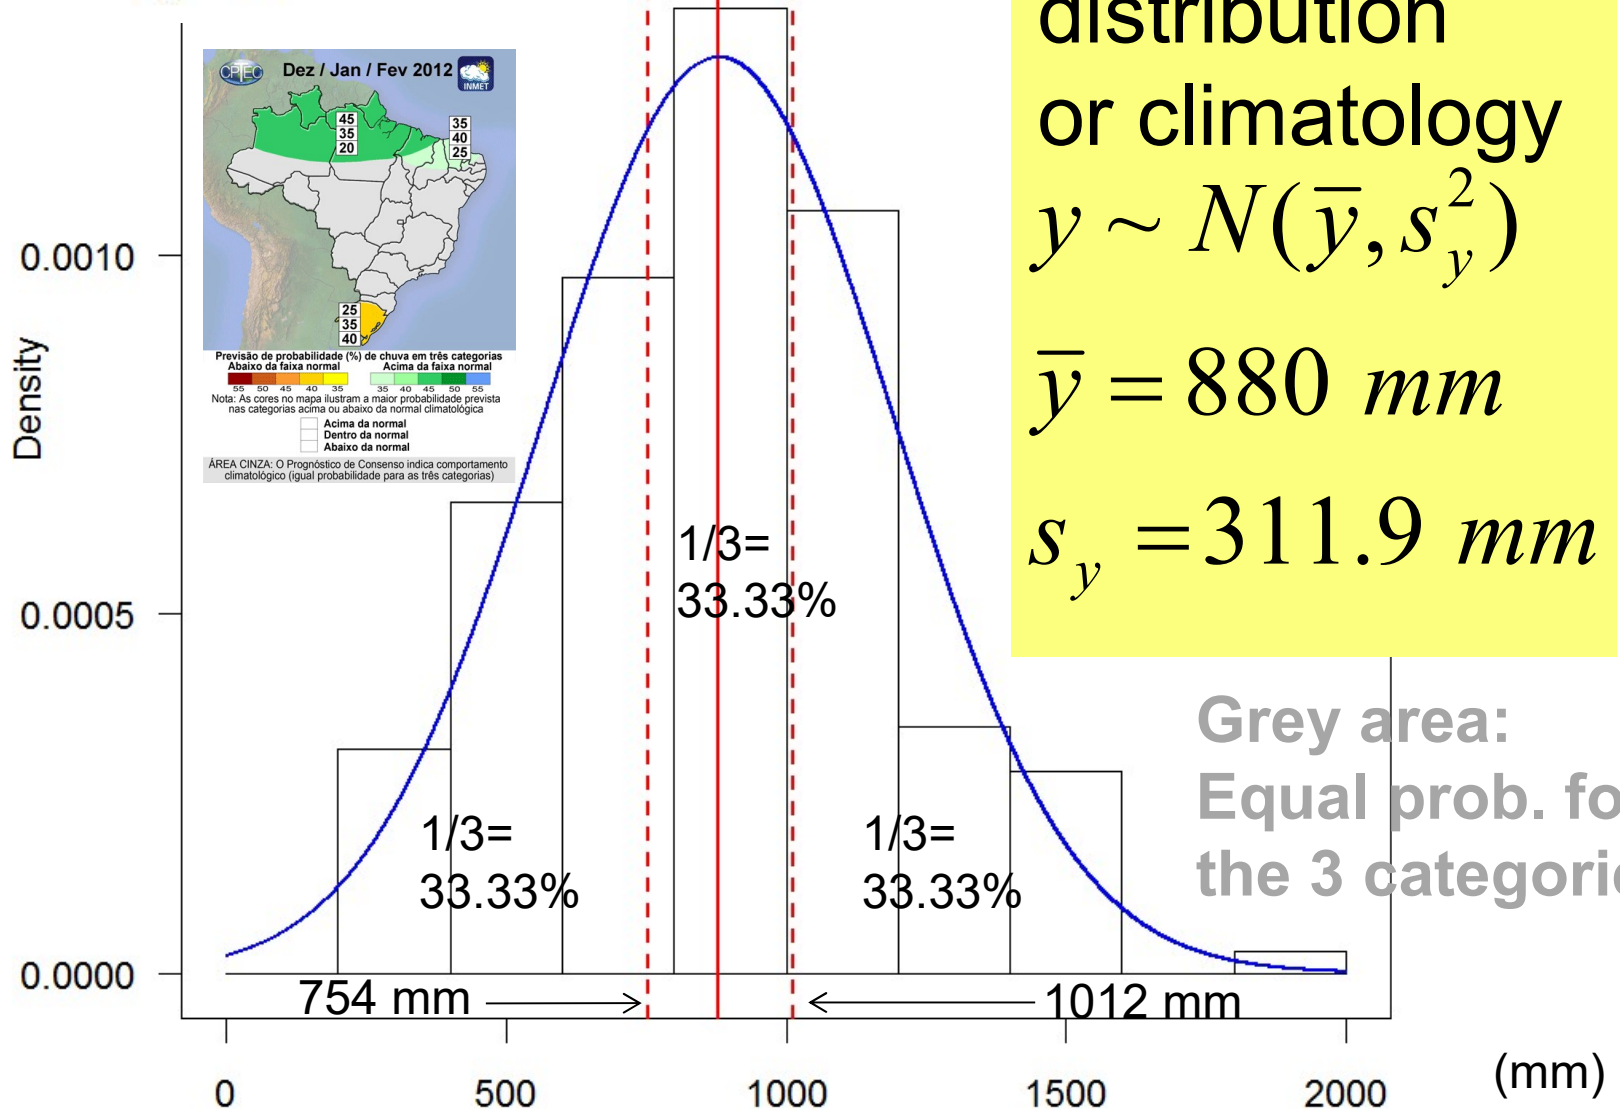 distribution
or climatology
y ~ N(y̅, s²y)
y̅ = 880 mm
sy = 311.9 mm
CPTEC
Dez / Jan / Fev 2012
INMET
45
35
20
35
40
25
25
35
40
Previsão de probabilidade (%) de chuva em três categorias
Abaixo da faixa normal Acima da faixa normal
55 50 45 40 35 35 40 45 50 55
Nota: As cores no mapa ilustram a maior probabilidade prevista
nas categorias acima ou abaixo da normal climatológica
Acima da normal
Dentro da normal
Abaixo da normal
ÁREA CINZA: O Prognóstico de Consenso indica comportamento
climatológico (igual probabilidade para as três categorias)
Density
0.0010
0.0005
0.0000
1/3=
33.33%
1/3=
33.33%
1/3=
33.33%
Grey area:
Equal prob. fo
the 3 categorie
754 mm
1012 mm
0 500 1000 1500 2000
(mm)